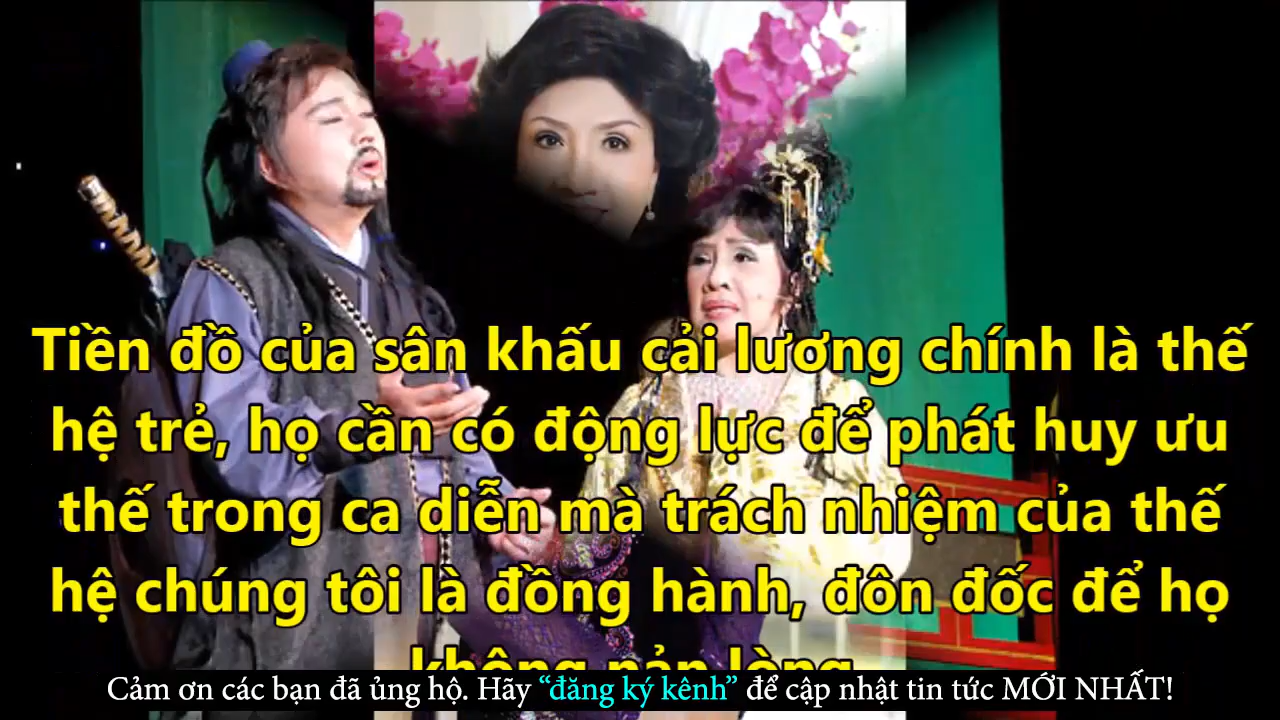 Tiền đồ của sân khấu cải lương chính là thế
hệ trẻ, họ cần có động lực để phát huy ưu
thế trong ca diễn mà trách nhiệm của thế
hệ chúng tôi là đồng hành, đôn đốc để họ
không nản lòng
Cảm ơn các bạn đã ủng hộ. Hãy “đăng ký kênh” để cập nhật tin tức MỚI NHẤT!